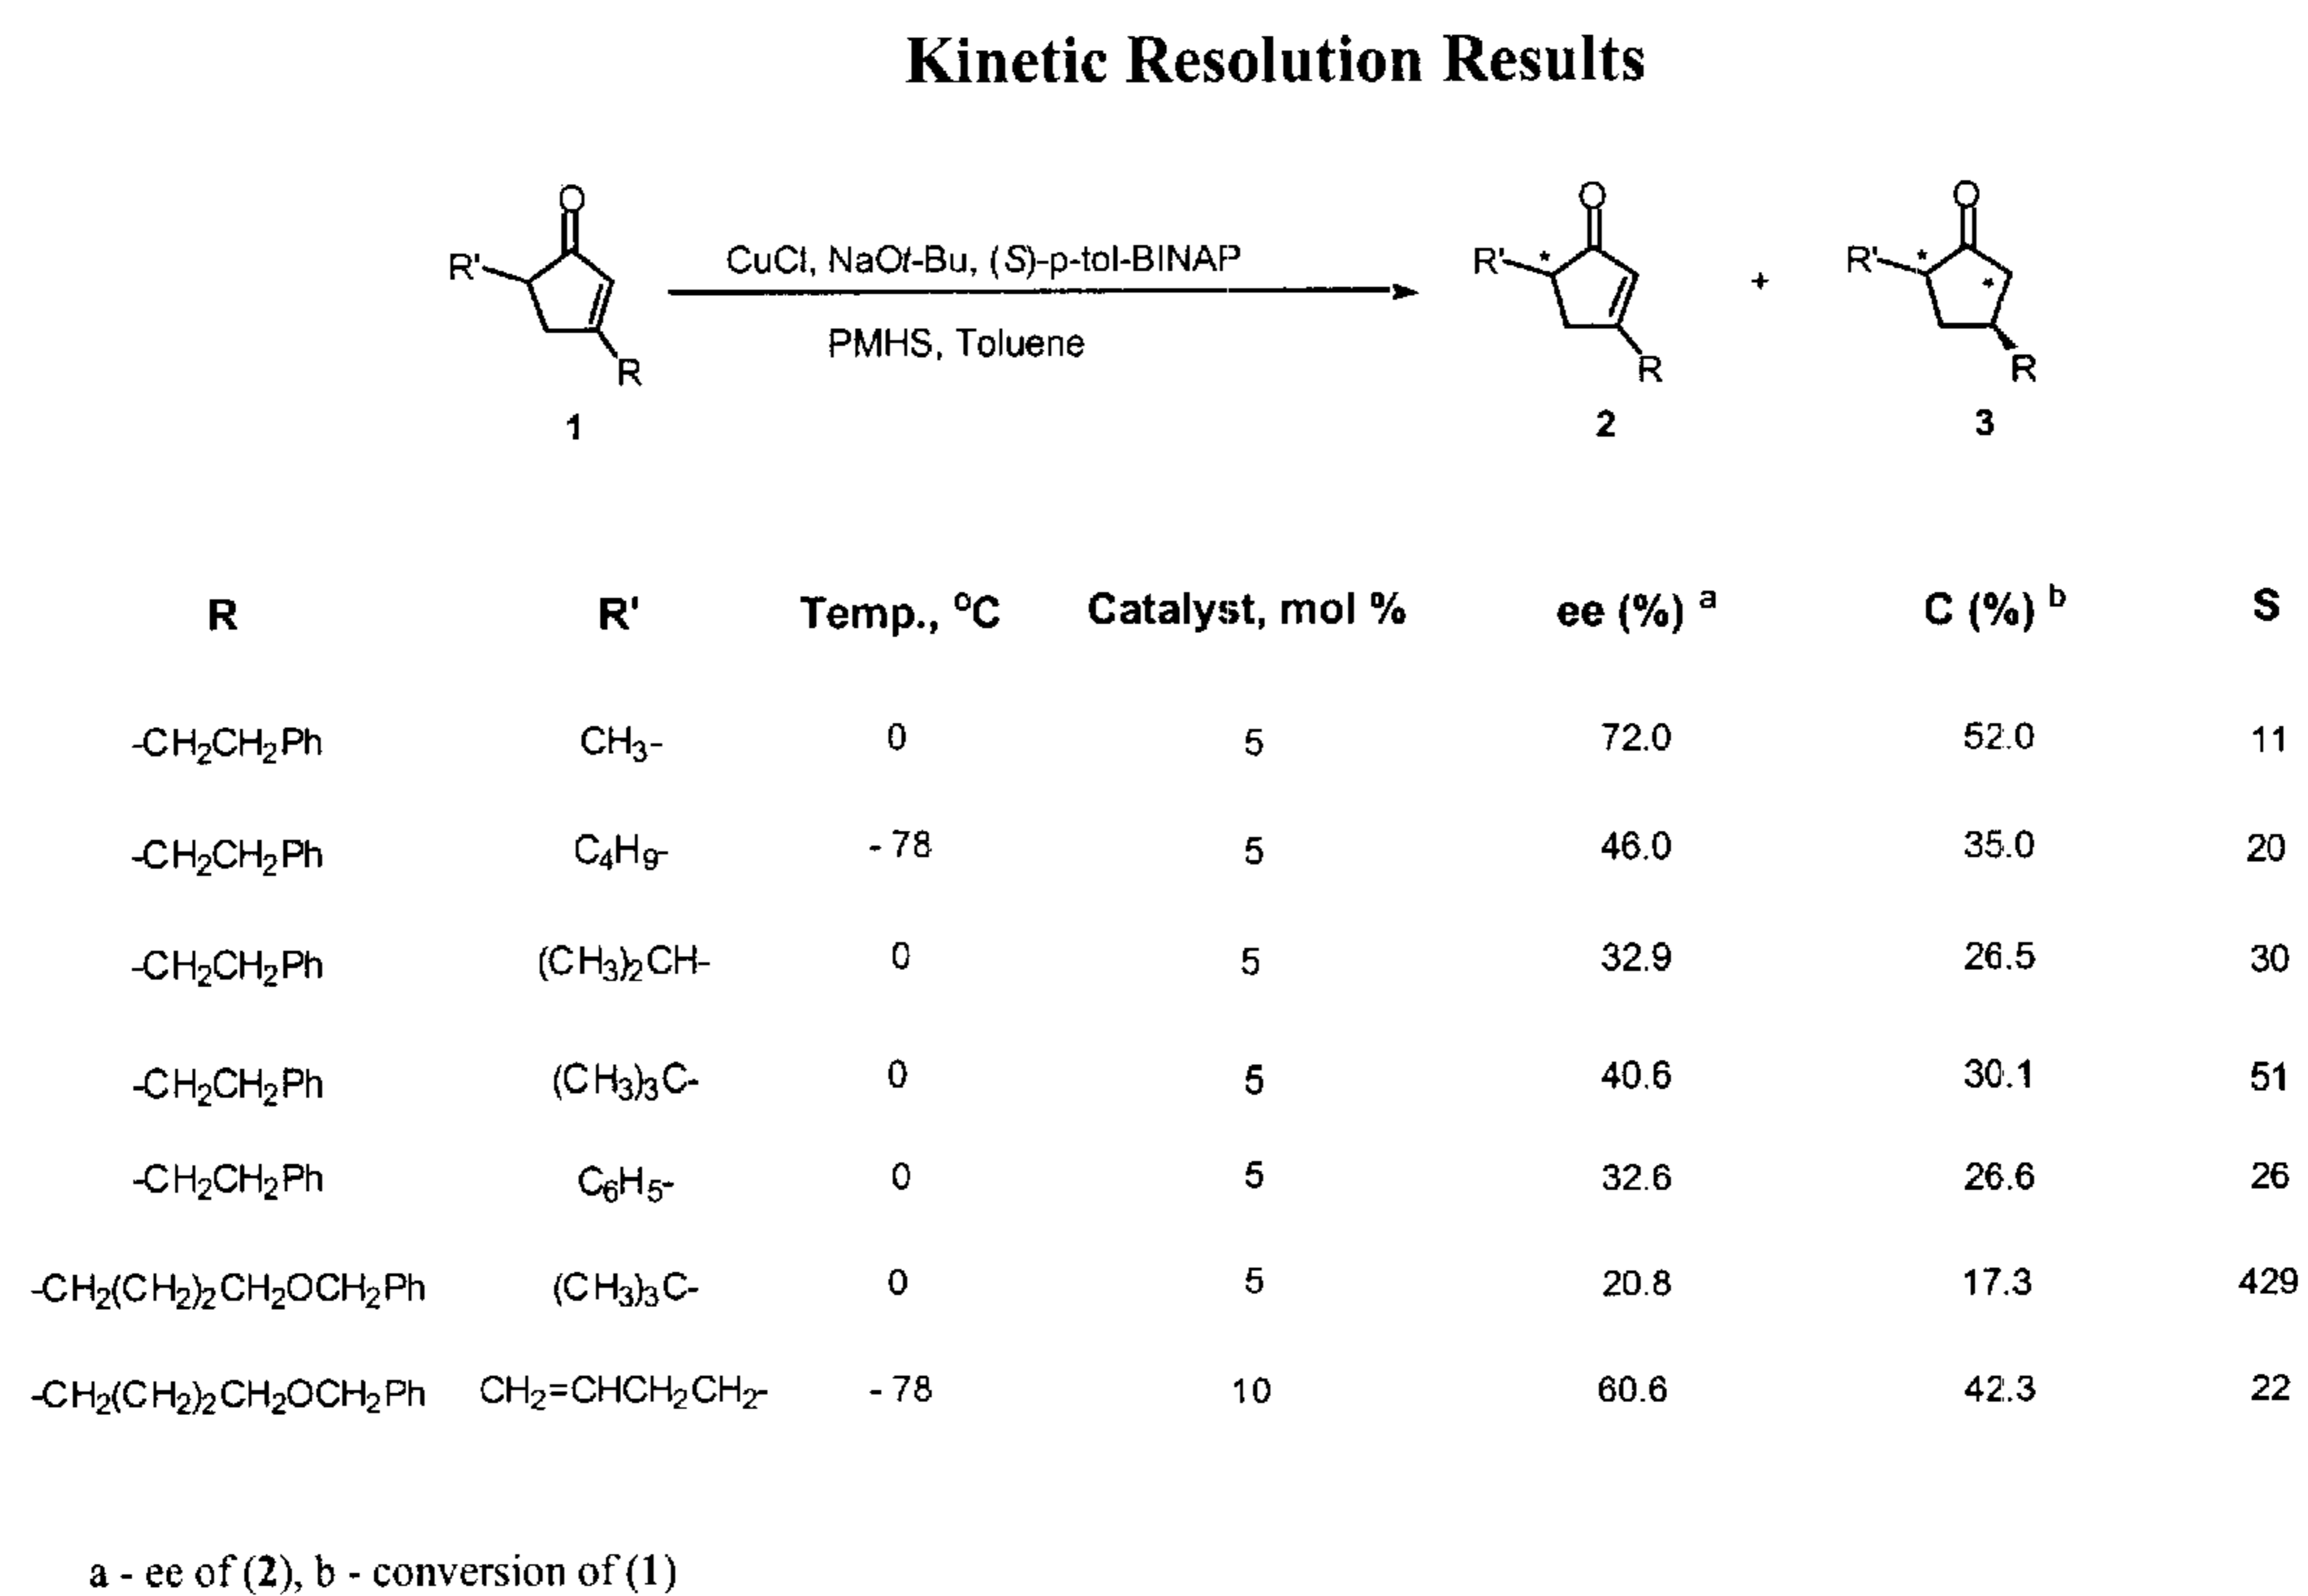 Kinetic Resolution Results
O O O
R' CuCl, NaOt-Bu, (S)-p-tol-BINAP R' * + R' * *
PMHS, Toluene
R R R
1 2 3
R R' Temp., °C Catalyst, mol % ee (%) a C (%) b S
-CH2CH2Ph CH3- 0 5 72.0 52.0 11
-CH2CH2Ph C4H9- - 78 5 46.0 35.0 20
-CH2CH2Ph (CH3)2CH- 0 5 32.9 26.5 30
-CH2CH2Ph (CH3)3C- 0 5 40.6 30.1 51
-CH2CH2Ph C6H5- 0 5 32.6 26.6 26
-CH2(CH2)2CH2OCH2Ph (CH3)3C- 0 5 20.8 17.3 429
-CH2(CH2)2CH2OCH2Ph CH2=CHCH2CH2- - 78 10 60.6 42.3 22
a - ee of (2), b - conversion of (1)